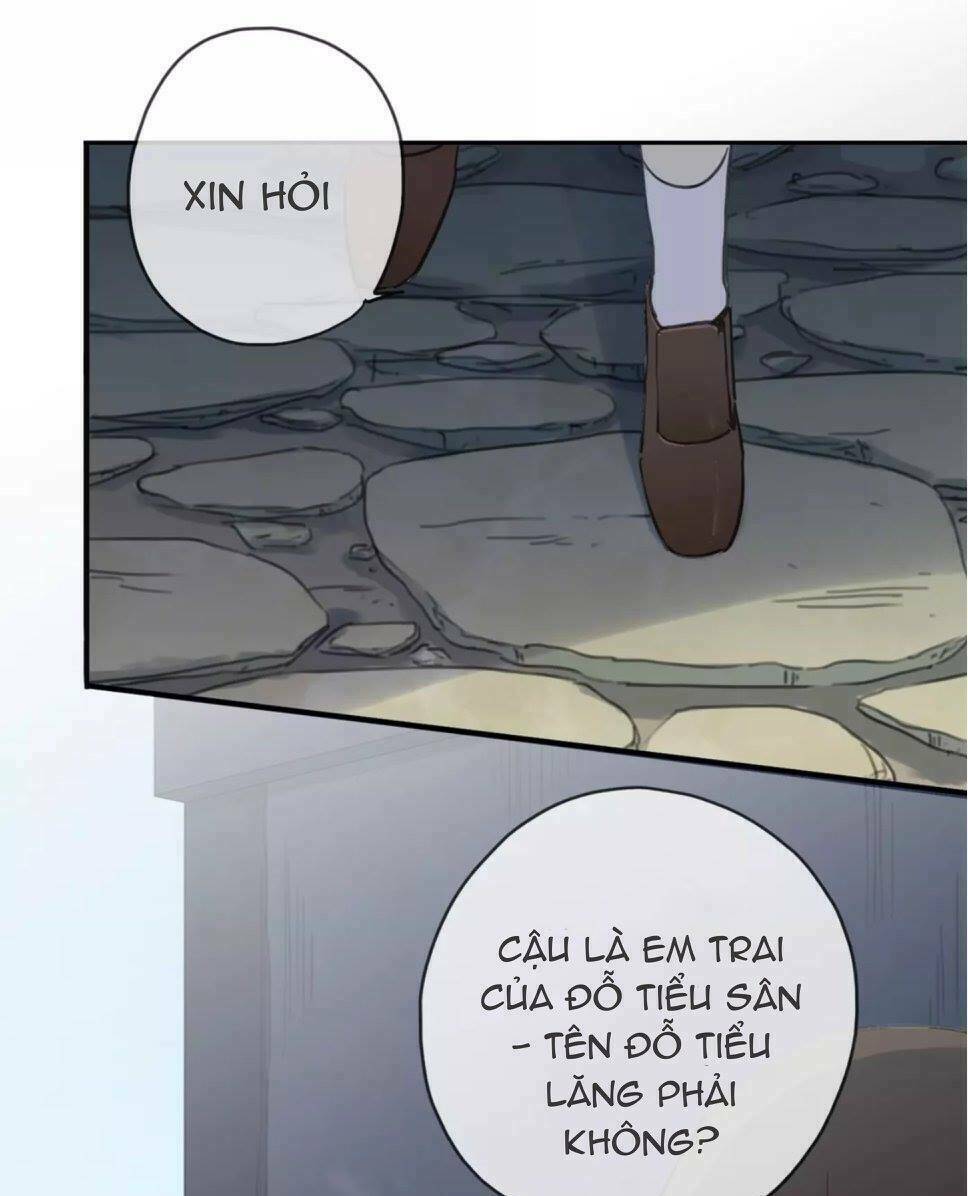 XIN HỎI
CẬU LÀ EM TRAI
CỦA ĐỖ TIỂU SÂN
- TÊN ĐỖ TIỂU
LĂNG PHẢI
KHÔNG?